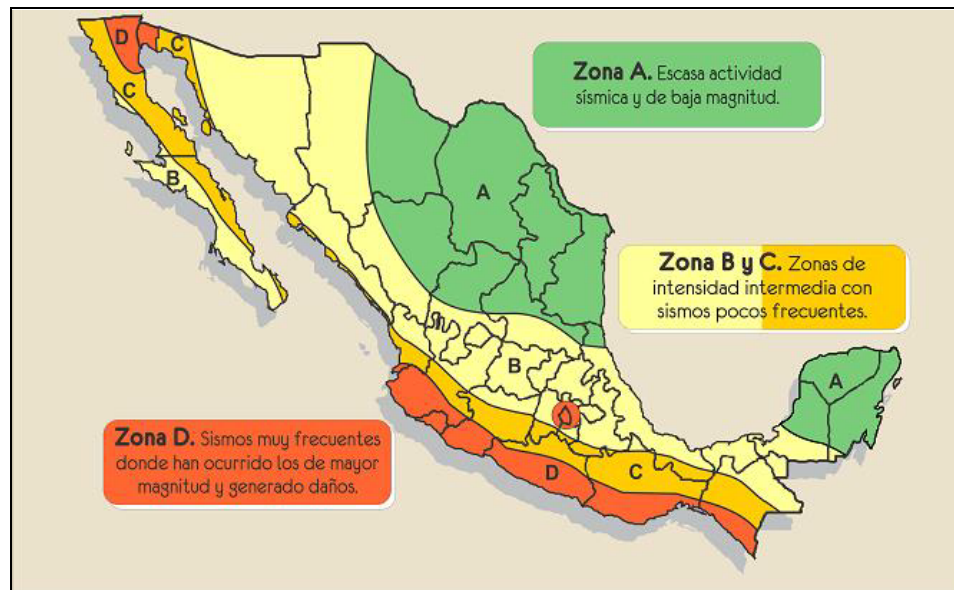 D
C
C
Zona A. Escasa actividad
sísmica y de baja magnitud.
B
A
Zona B y C. Zonas de
intensidad intermedia con
sismos pocos frecuentes.
B
A
Zona D. Sismos muy frecuentes
donde han ocurrido los de mayor
magnitud y generado daños.
D
C